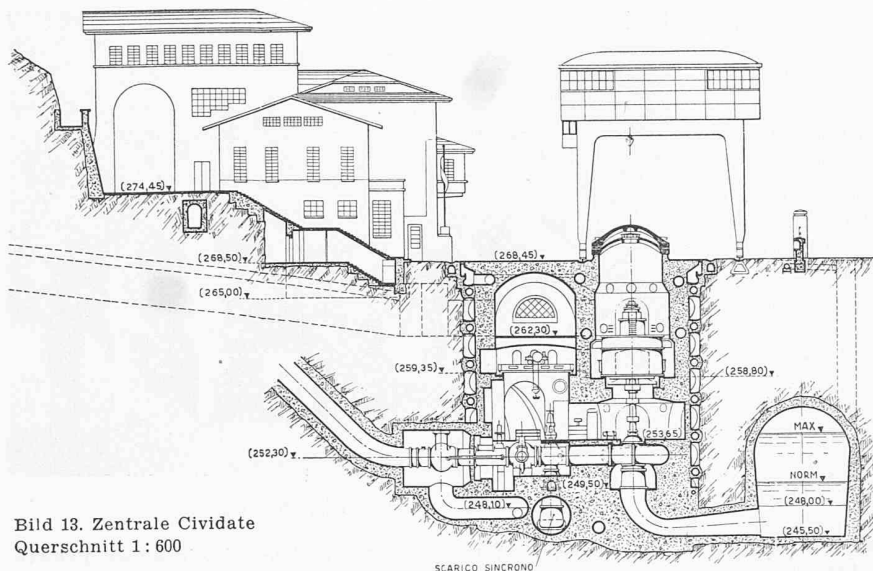 (274,45)
(268,50)
(268,45)
(265,00)
(262,30)
(259,35)
(258,80)
(253,65)
MAX
(252,30)
NORM
(249,50)
(248,10)
(248,00)
(245,50)
Bild 13. Zentrale Cividate
Querschnitt 1 : 600
SCARICO SINCRONO